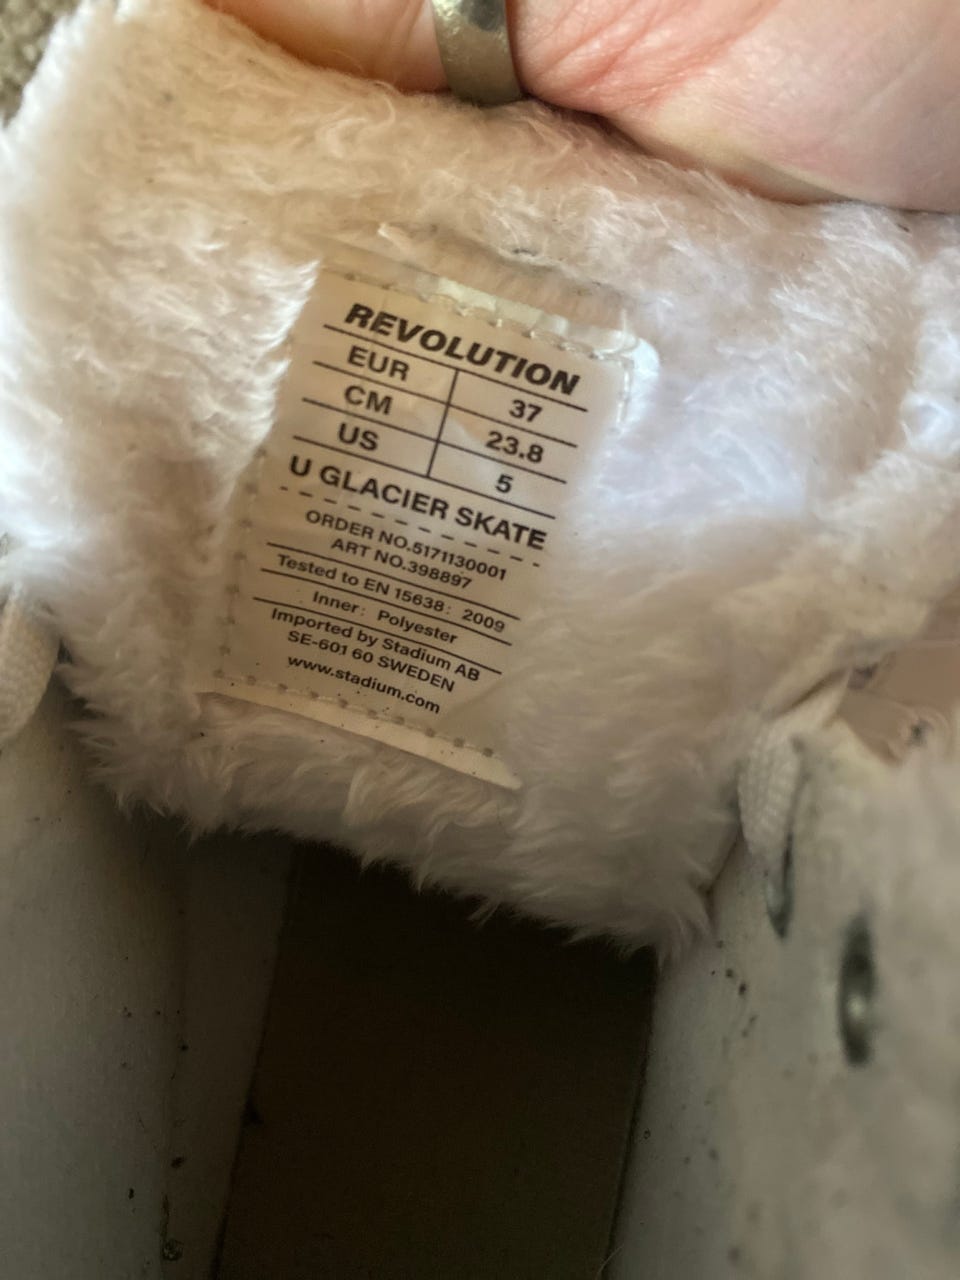 REVOLUTION
EUR 37
CM 23.8
US 5
U GLACIER SKATE
ORDER NO.5171130001
ART NO.398897
Tested to EN 15638: 2009
Inner: Polyester
Imported by Stadium AB
SE-601 60 SWEDEN
www.stadium.com